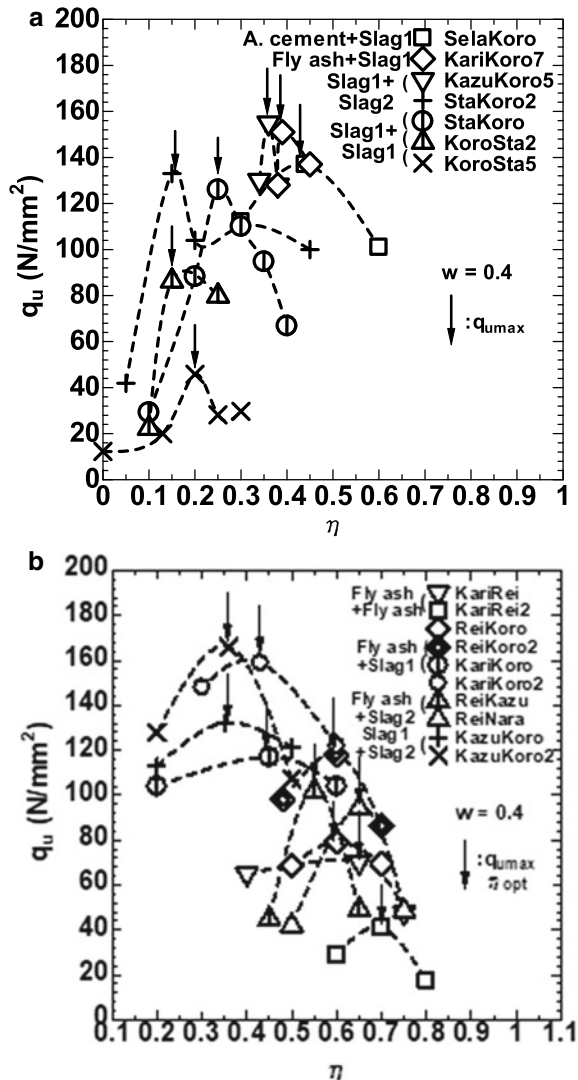 a
A. cement+Slag1 SelaKoro
Fly ash+Slag1 KariKoro7
Slag1+ ( KazuKoro5
Slag2 StaKoro2
Slag1+ ( StaKoro
Slag1 ( KoroSta2
KoroSta5
200
180
160
140
120
100
80
60
40
20
0
qu (N/mm²)
w = 0.4
:qumax
0 0.1 0.2 0.3 0.4 0.5 0.6 0.7 0.8 0.9 1
η
b
Fly ash ( KariRei
+Fly ash KariRei2
ReiKoro
Fly ash ReiKoro2
+Slag1 ( KariKoro
KariKoro2
Fly ash ReiKazu
+Slag2 ReiNara
Slag1 KazuKoro
+Slag2 ( KazuKoro2
200
180
160
140
120
100
80
60
40
20
0
qu (N/mm²)
w = 0.4
:qumax
opt
0.1 0.2 0.3 0.4 0.5 0.6 0.7 0.8 0.9 1 1.1
η